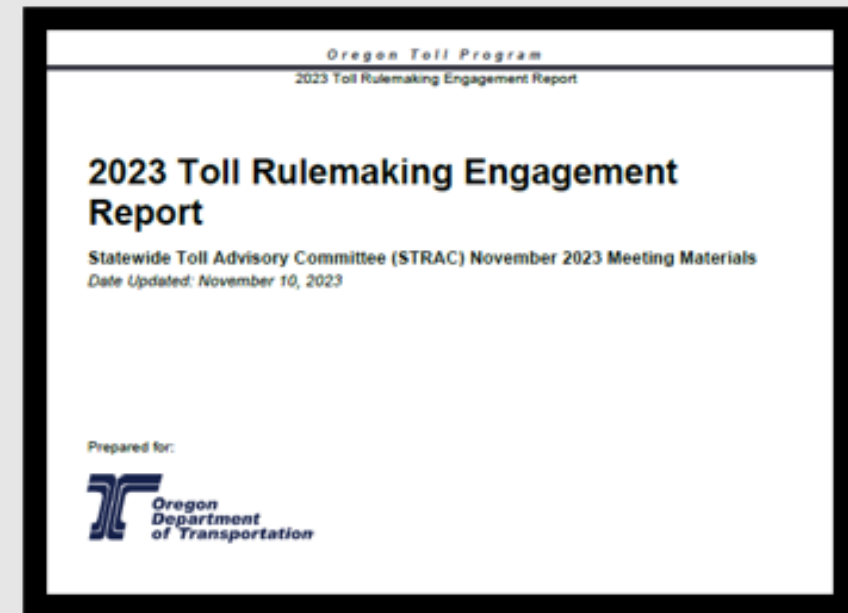 Oregon Toll Program
2023 Toll Rulemaking Engagement Report
2023 Toll Rulemaking Engagement
Report
Statewide Toll Advisory Committee (STRAC) November 2023 Meeting Materials
Date Updated: November 10, 2023
Prepared for:
Oregon
Department
of Transportation